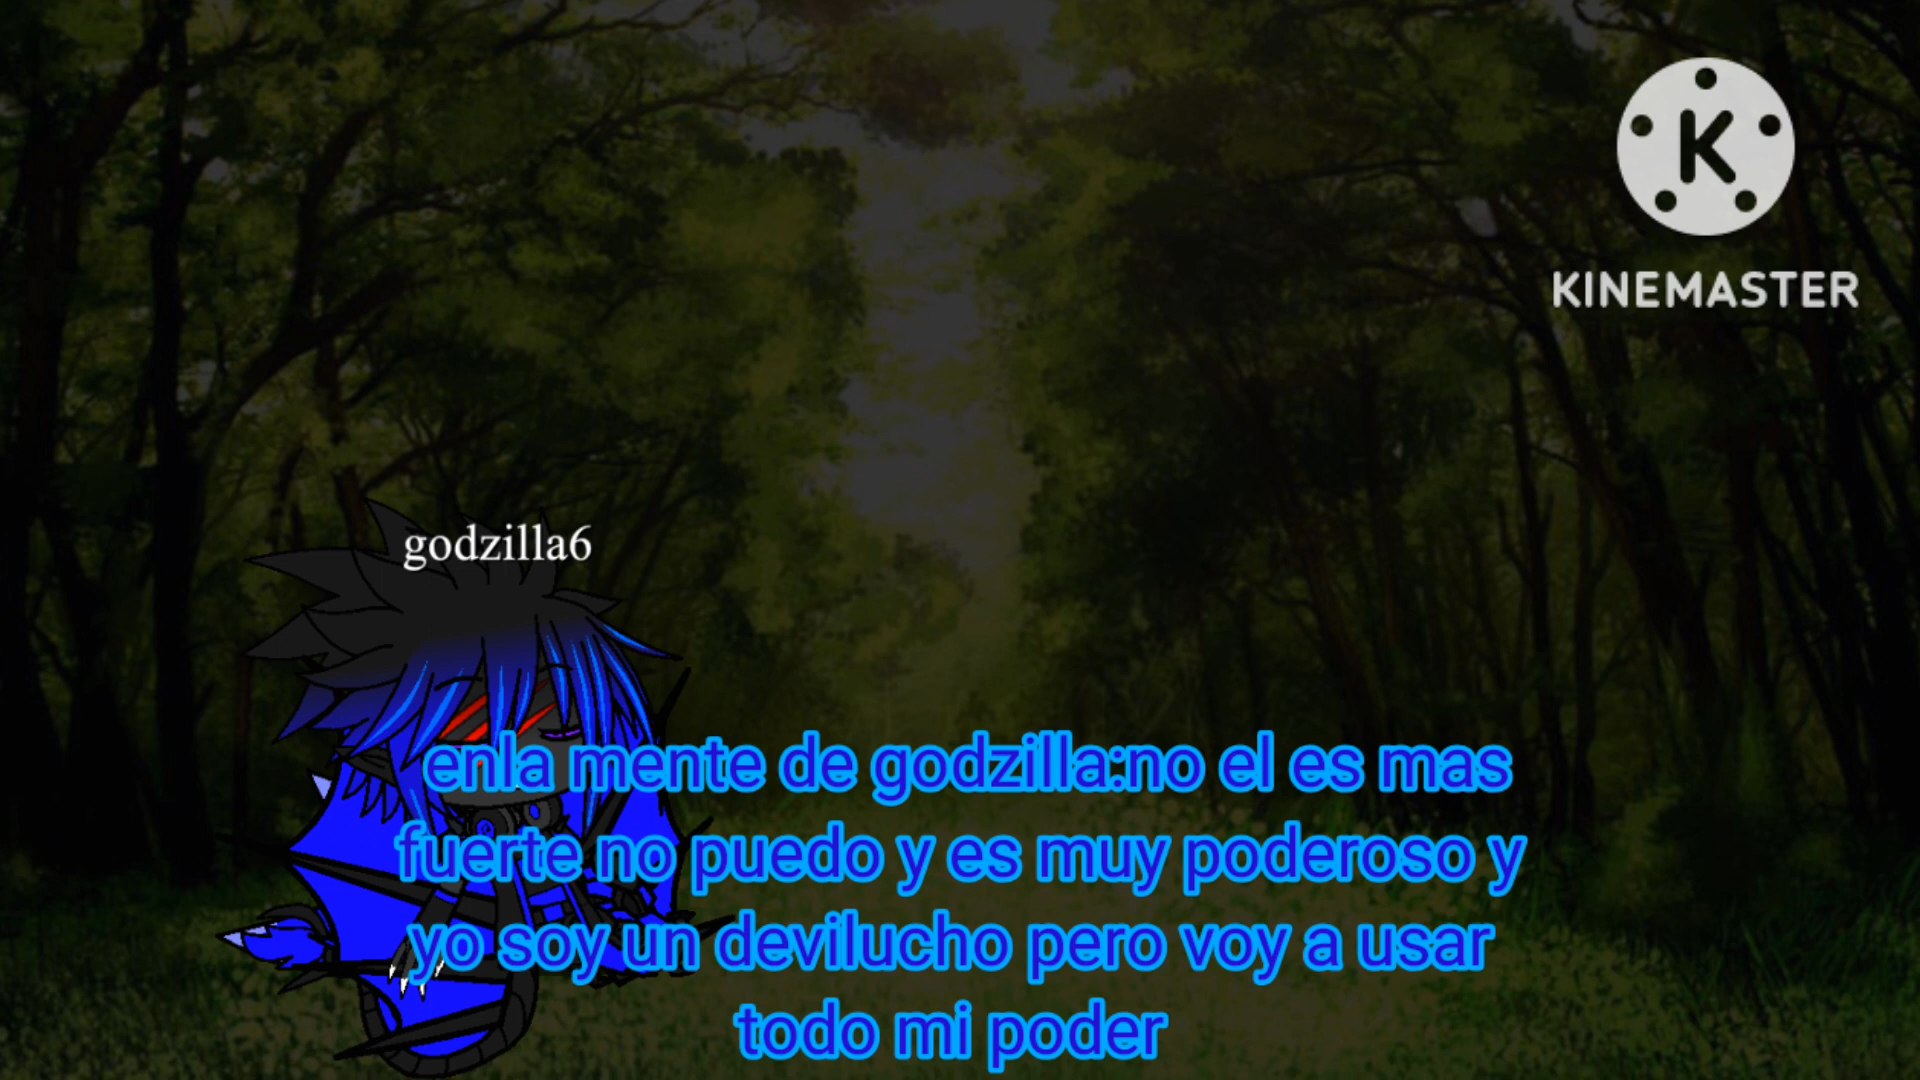 K
KINEMASTER
godzilla6
enla mente de godzilla:no el es mas
fuerte no puedo y es muy poderoso y
yo soy un devilucho pero voy a usar
todo mi poder